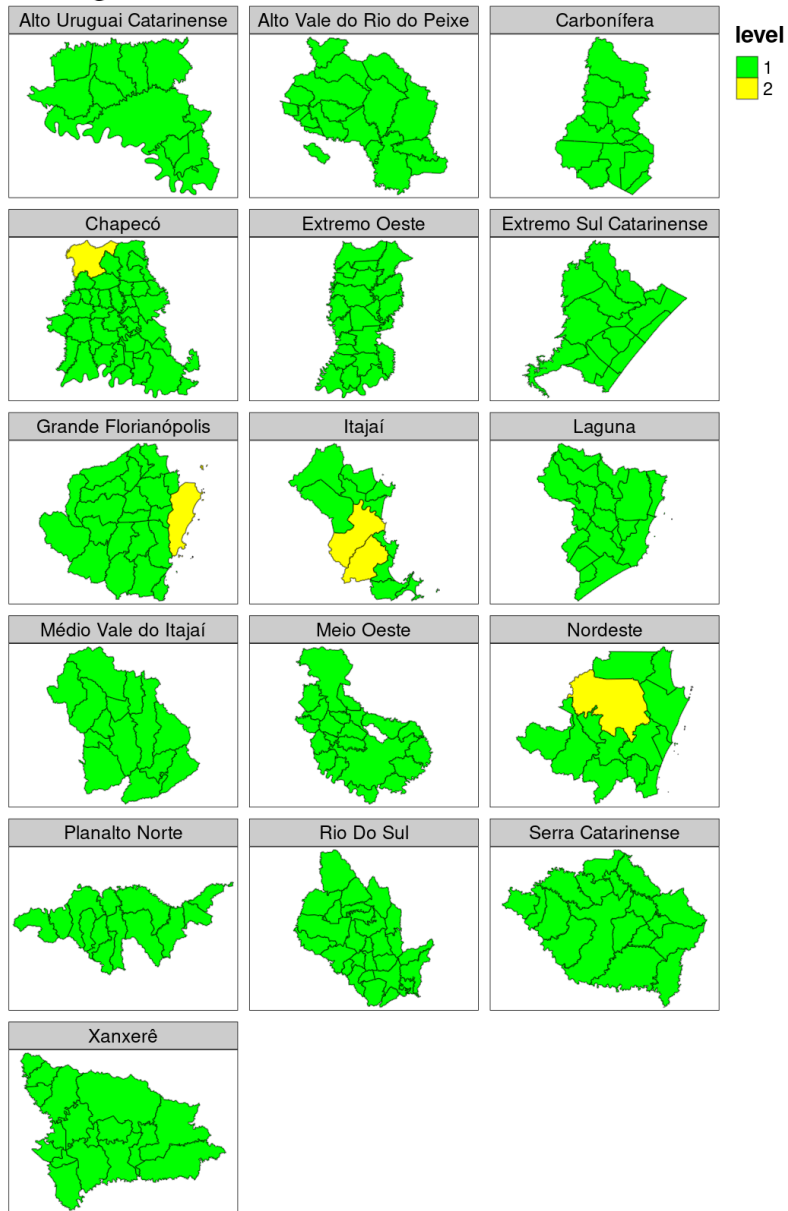 Alto Uruguai Catarinense
Alto Vale do Rio do Peixe
Carbonífera
level
1
2
Chapecó
Extremo Oeste
Extremo Sul Catarinense
Grande Florianópolis
Itajaí
Laguna
Médio Vale do Itajaí
Meio Oeste
Nordeste
Planalto Norte
Rio Do Sul
Serra Catarinense
Xanxerê